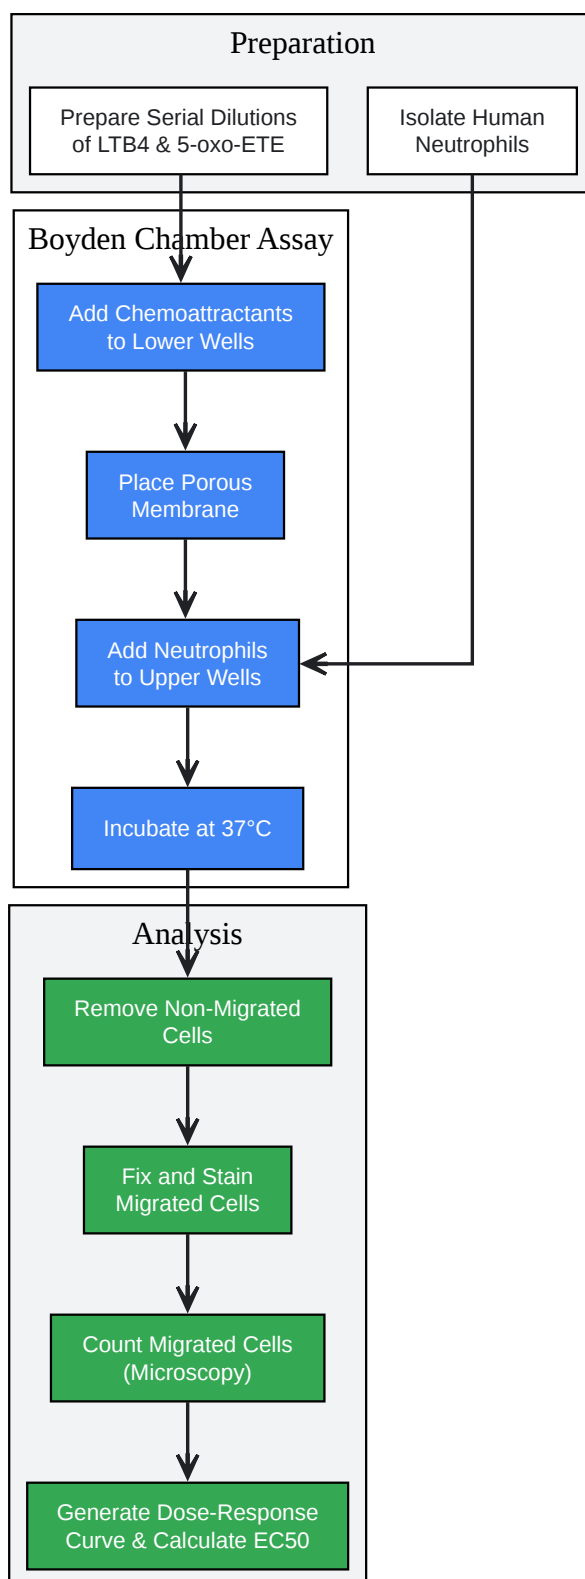 Preparation
Prepare Serial Dilutions
of LTB4 & 5-oxo-ETE
Isolate Human
Neutrophils
Boyden Chamber Assay
Add Chemoattractants
to Lower Wells
Place Porous
Membrane
Add Neutrophils
to Upper Wells
Incubate at 37°C
Analysis
Remove Non-Migrated
Cells
Fix and Stain
Migrated Cells
Count Migrated Cells
(Microscopy)
Generate Dose-Response
Curve & Calculate EC50